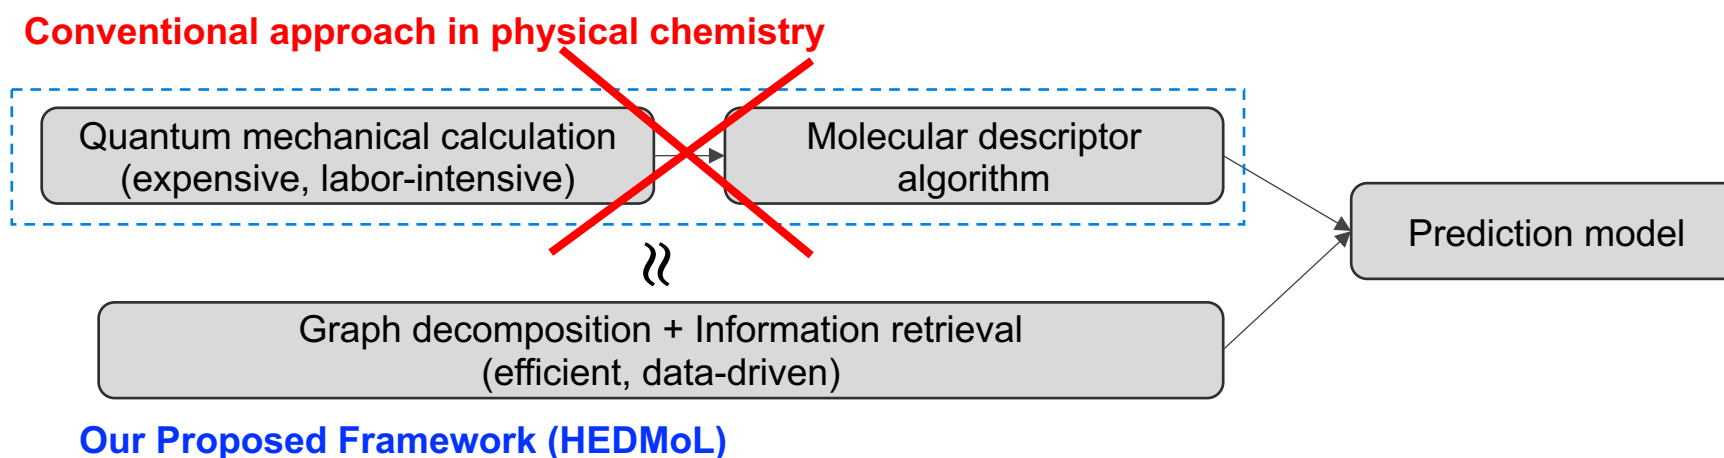 Conventional approach in physical chemistry
Quantum mechanical calculation
(expensive, labor-intensive)
Molecular descriptor
algorithm
Prediction model
≈
Graph decomposition + Information retrieval
(efficient, data-driven)
Our Proposed Framework (HEDMoL)